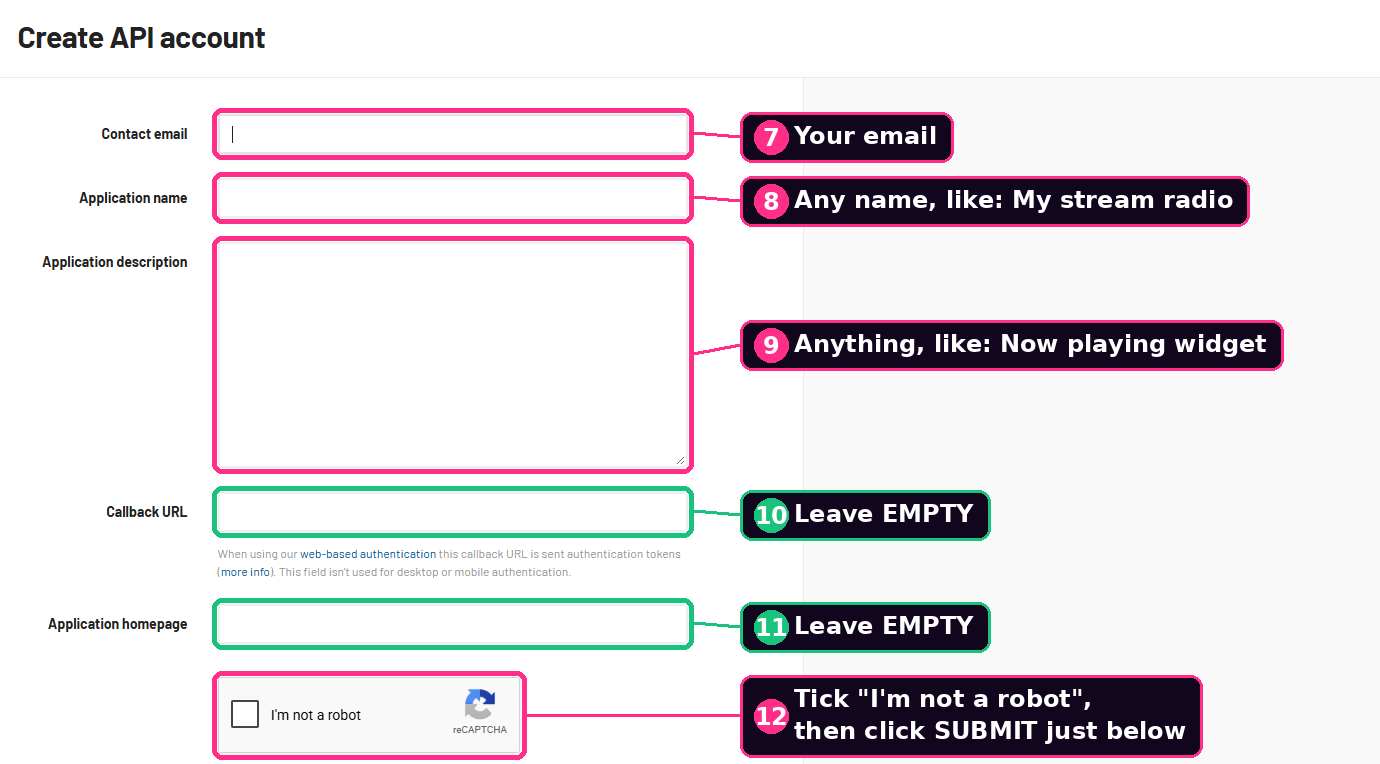 Create API account
Contact email
7 Your email
Application name
8 Any name, like: My stream radio
Application description
9 Anything, like: Now playing widget
Callback URL
10 Leave EMPTY
When using our web-based authentication this callback URL is sent authentication tokens
(more info). This field isn't used for desktop or mobile authentication.
Application homepage
11 Leave EMPTY
I'm not a robot
reCAPTCHA
12 Tick "I'm not a robot",
then click SUBMIT just below